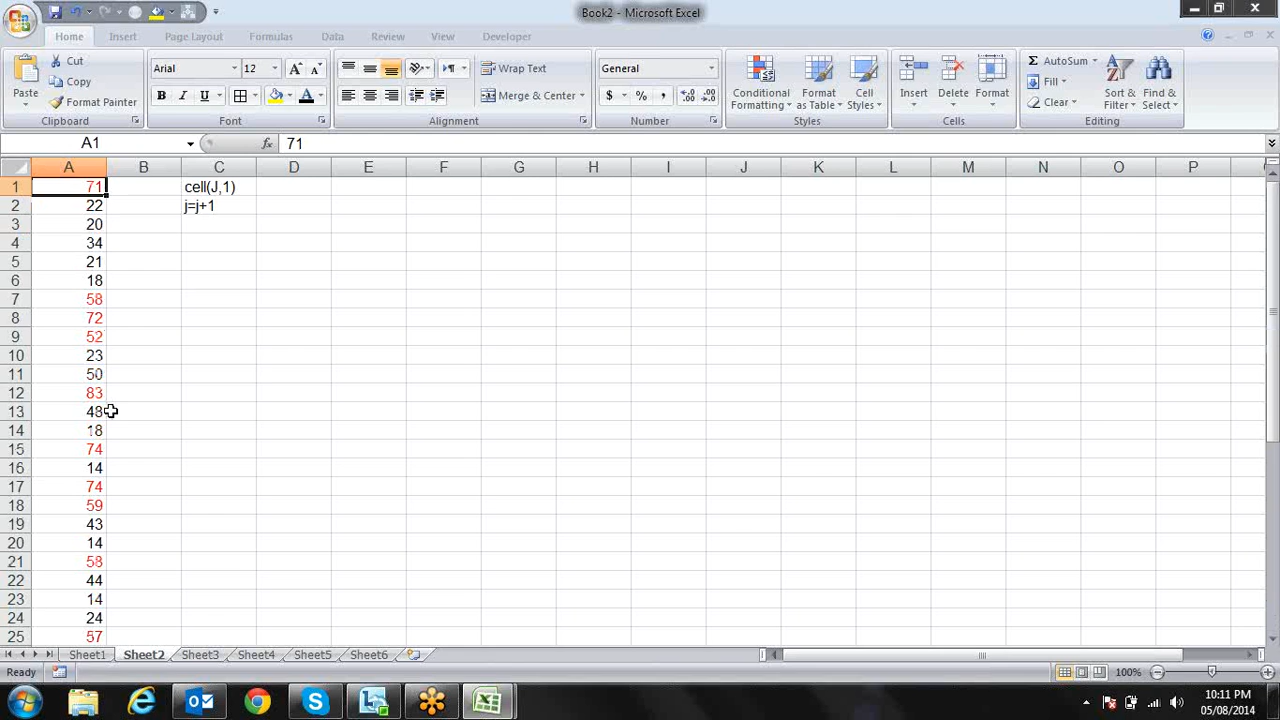 Book2 - Microsoft Excel
Home Insert Page Layout Formulas Data Review View Developer
Paste
Cut
Copy
Format Painter
Clipboard
Arial 12
B I U
A A
A
Font
Wrap Text
Merge & Center
Alignment
General
$ % ,
Number
Conditional Formatting
Format as Table
Cell Styles
Styles
Insert Delete Format
Cells
AutoSum
Fill
Clear
Sort & Filter
Find & Select
Editing
A1 fx 71
A B C D E F G H I J K L M N O P
1 71 cell(J,1)
2 22 j=j+1
3 20
4 34
5 21
6 18
7 58
8 72
9 52
10 23
11 50
12 83
13 48
14 18
15 74
16 14
17 74
18 59
19 43
20 14
21 58
22 44
23 14
24 24
25 57
Sheet1 Sheet2 Sheet3 Sheet4 Sheet5 Sheet6
Ready 100%
10:11 PM
05/08/2014